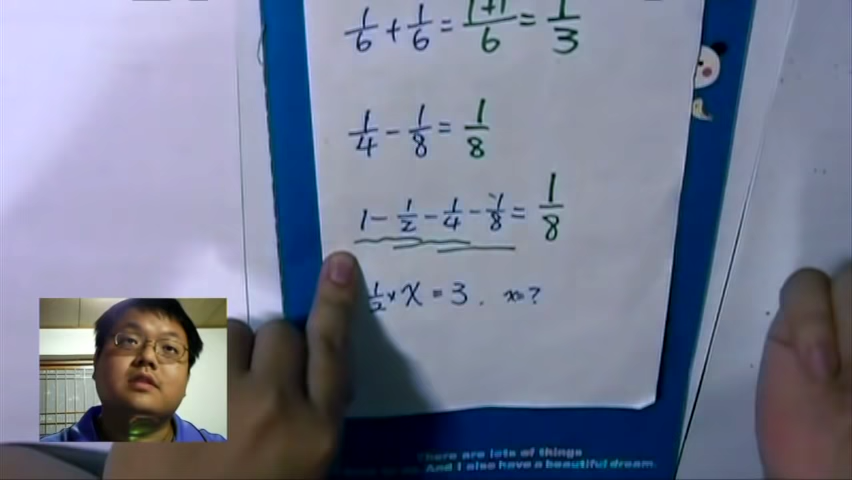 1/6 + 1/6 = 1+1/6 = 1/3
1/4 - 1/8 = 1/8
1 - 1/2 - 1/4 - 1/8 = 1/8
1/2 × x = 3 . x=?
There are lots of things
And I also have a beautiful dream.